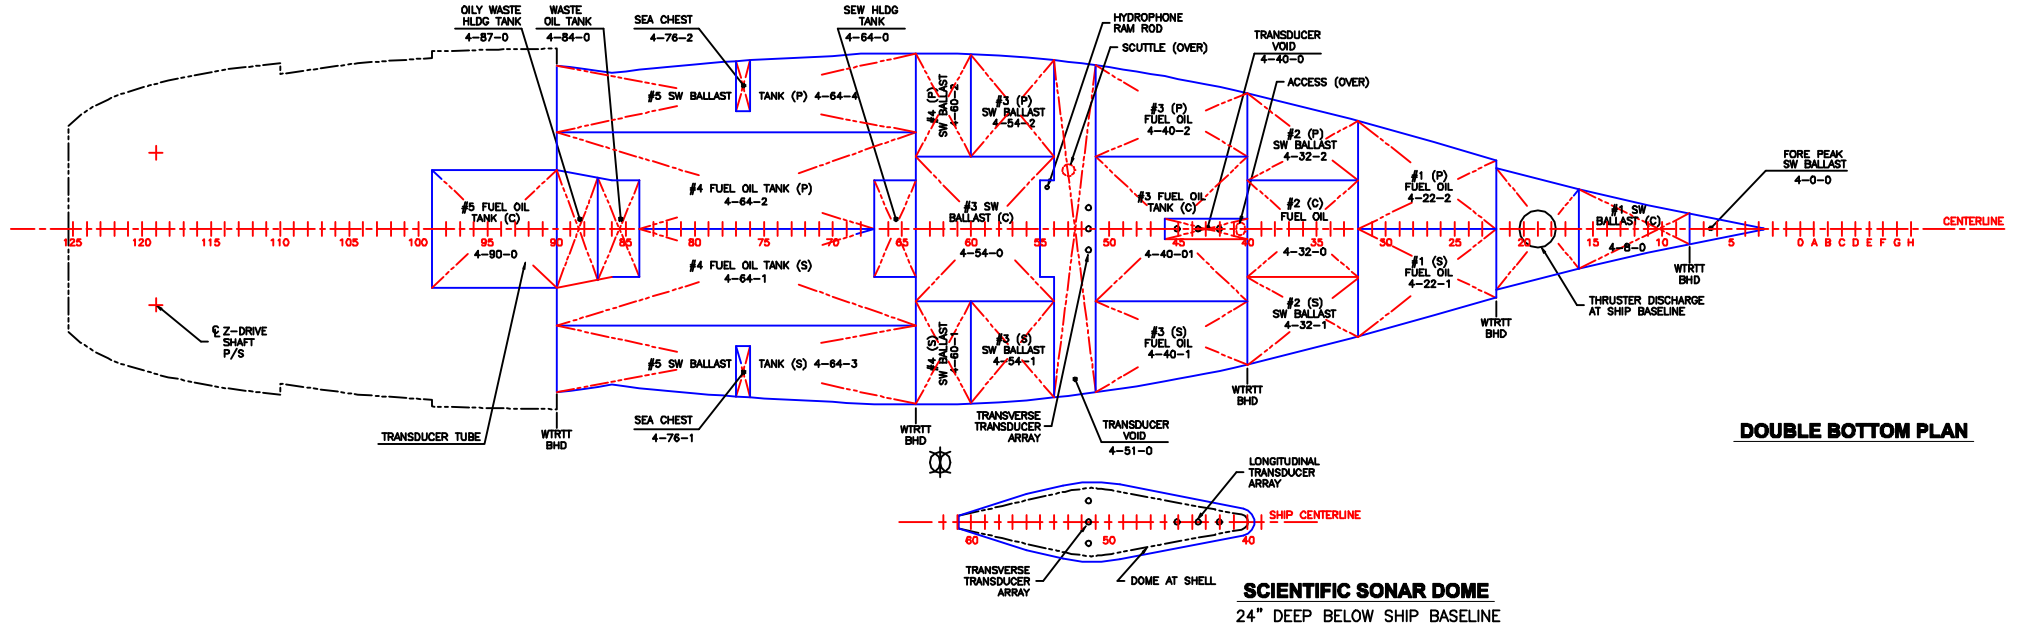 OILY WASTE
HLDG TANK
4-87-0
WASTE
OIL TANK
4-84-0
SEA CHEST
4-76-2
SEW HLDG
TANK
4-64-0
HYDROPHONE
RAM ROD
SCUTTLE (OVER)
TRANSDUCER
VOID
4-40-0
ACCESS (OVER)
#5 SW BALLAST TANK (P) 4-64-4
#4 (P)
SW BALLAST
4-60-2
#3 (P)
SW BALLAST
4-54-2
#3 (P)
FUEL OIL
4-40-2
#2 (P)
SW BALLAST
4-32-2
#1 (P)
FUEL OIL
4-22-2
FORE PEAK
SW BALLAST
4-0-0
#4 FUEL OIL TANK (P)
4-64-2
#5 FUEL OIL
TANK (C)
4-90-0
#3 SW
BALLAST (C)
4-54-0
#3 FUEL OIL
TANK (C)
4-40-01
#2 (C)
FUEL OIL
4-32-0
#1 SW
BALLAST (C)
4-8-0
CENTERLINE
125 119 110 105 100 95 90 85 80 75 70 65 60 55 50 45 40 35 30 25 20 15 10 5 0 A B C D E F G H
#4 FUEL OIL TANK (S)
4-64-1
#1 (S)
FUEL OIL
4-22-1
WTRTT
BHD
THRUSTER DISCHARGE
AT SHIP BASELINE
#2 (S)
SW BALLAST
4-32-1
WTRTT
BHD
℄ Z-DRIVE
SHAFT
P/S
#5 SW BALLAST TANK (S) 4-64-3
#4 (S)
SW BALLAST
4-60-1
#3 (S)
SW BALLAST
4-54-1
#3 (S)
FUEL OIL
4-40-1
WTRTT
BHD
TRANSDUCER TUBE
WTRTT
BHD
SEA CHEST
4-76-1
WTRTT
BHD
TRANSVERSE
TRANSDUCER
ARRAY
TRANSDUCER
VOID
4-51-0
DOUBLE BOTTOM PLAN
LONGITUDINAL
TRANSDUCER
ARRAY
SHIP CENTERLINE
60 50 40
TRANSVERSE
TRANSDUCER
ARRAY
DOME AT SHELL
SCIENTIFIC SONAR DOME
24" DEEP BELOW SHIP BASELINE